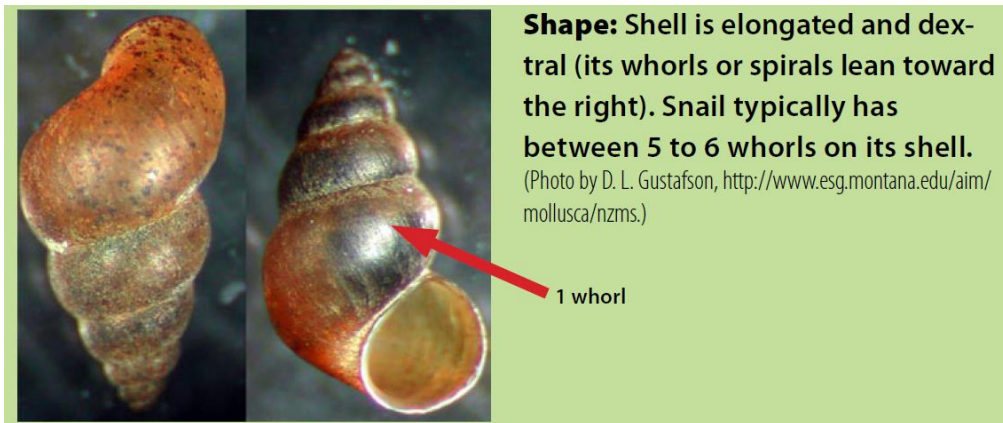 Shape: Shell is elongated and dex-
tral (its whorls or spirals lean toward
the right). Snail typically has
between 5 to 6 whorls on its shell.
(Photo by D. L. Gustafson, http://www.esg.montana.edu/aim/
mollusca/nzms.)
1 whorl